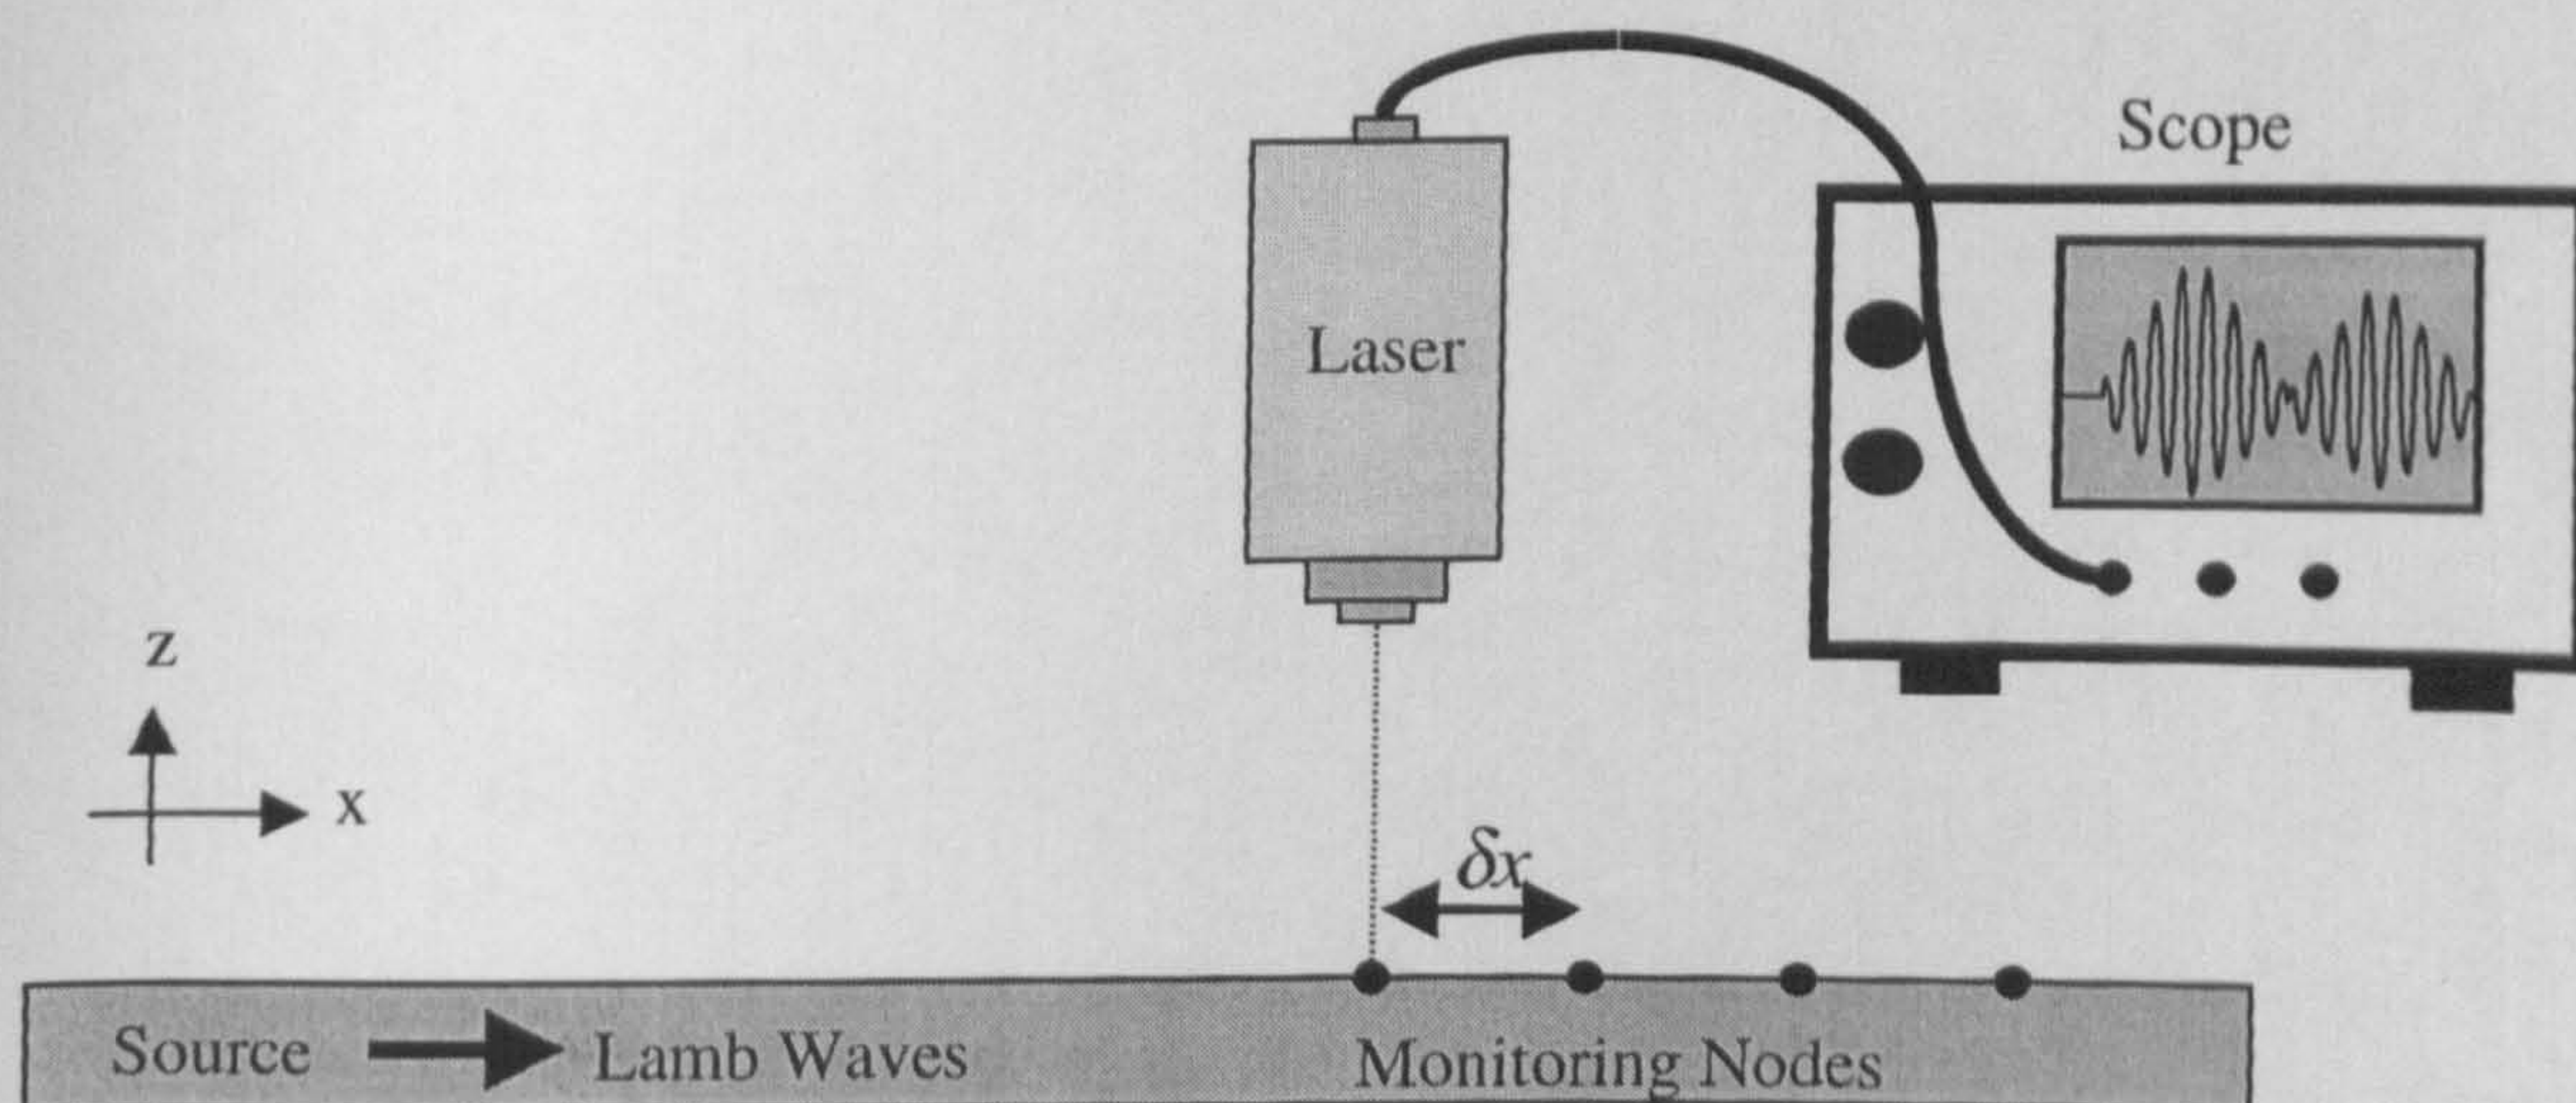 Scope
Laser
z
x
δx
Source
Lamb Waves
Monitoring Nodes